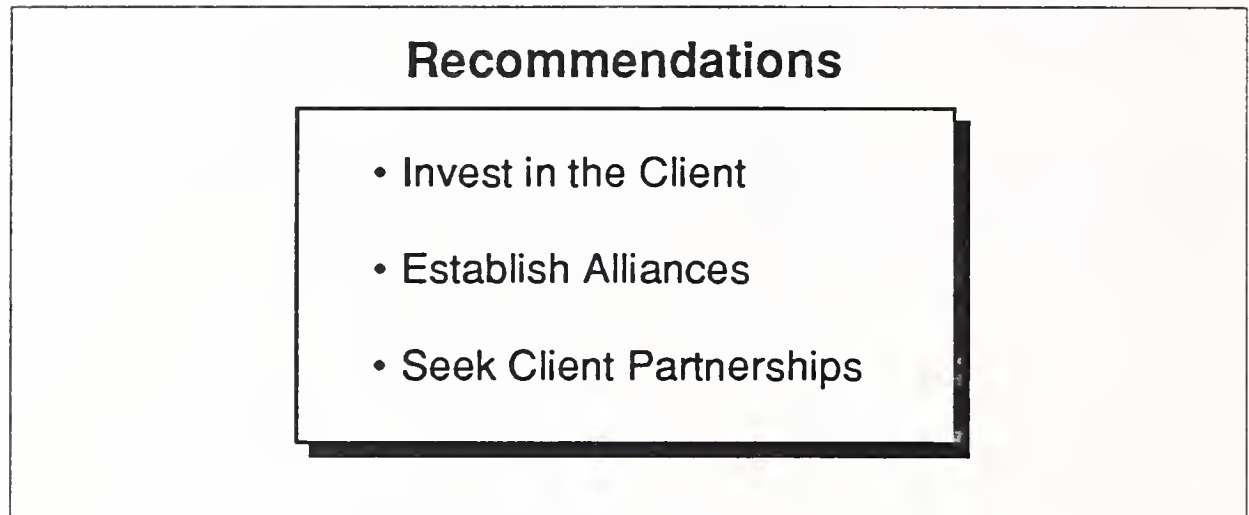 Recommendations
• Invest in the Client
• Establish Alliances
• Seek Client Partnerships